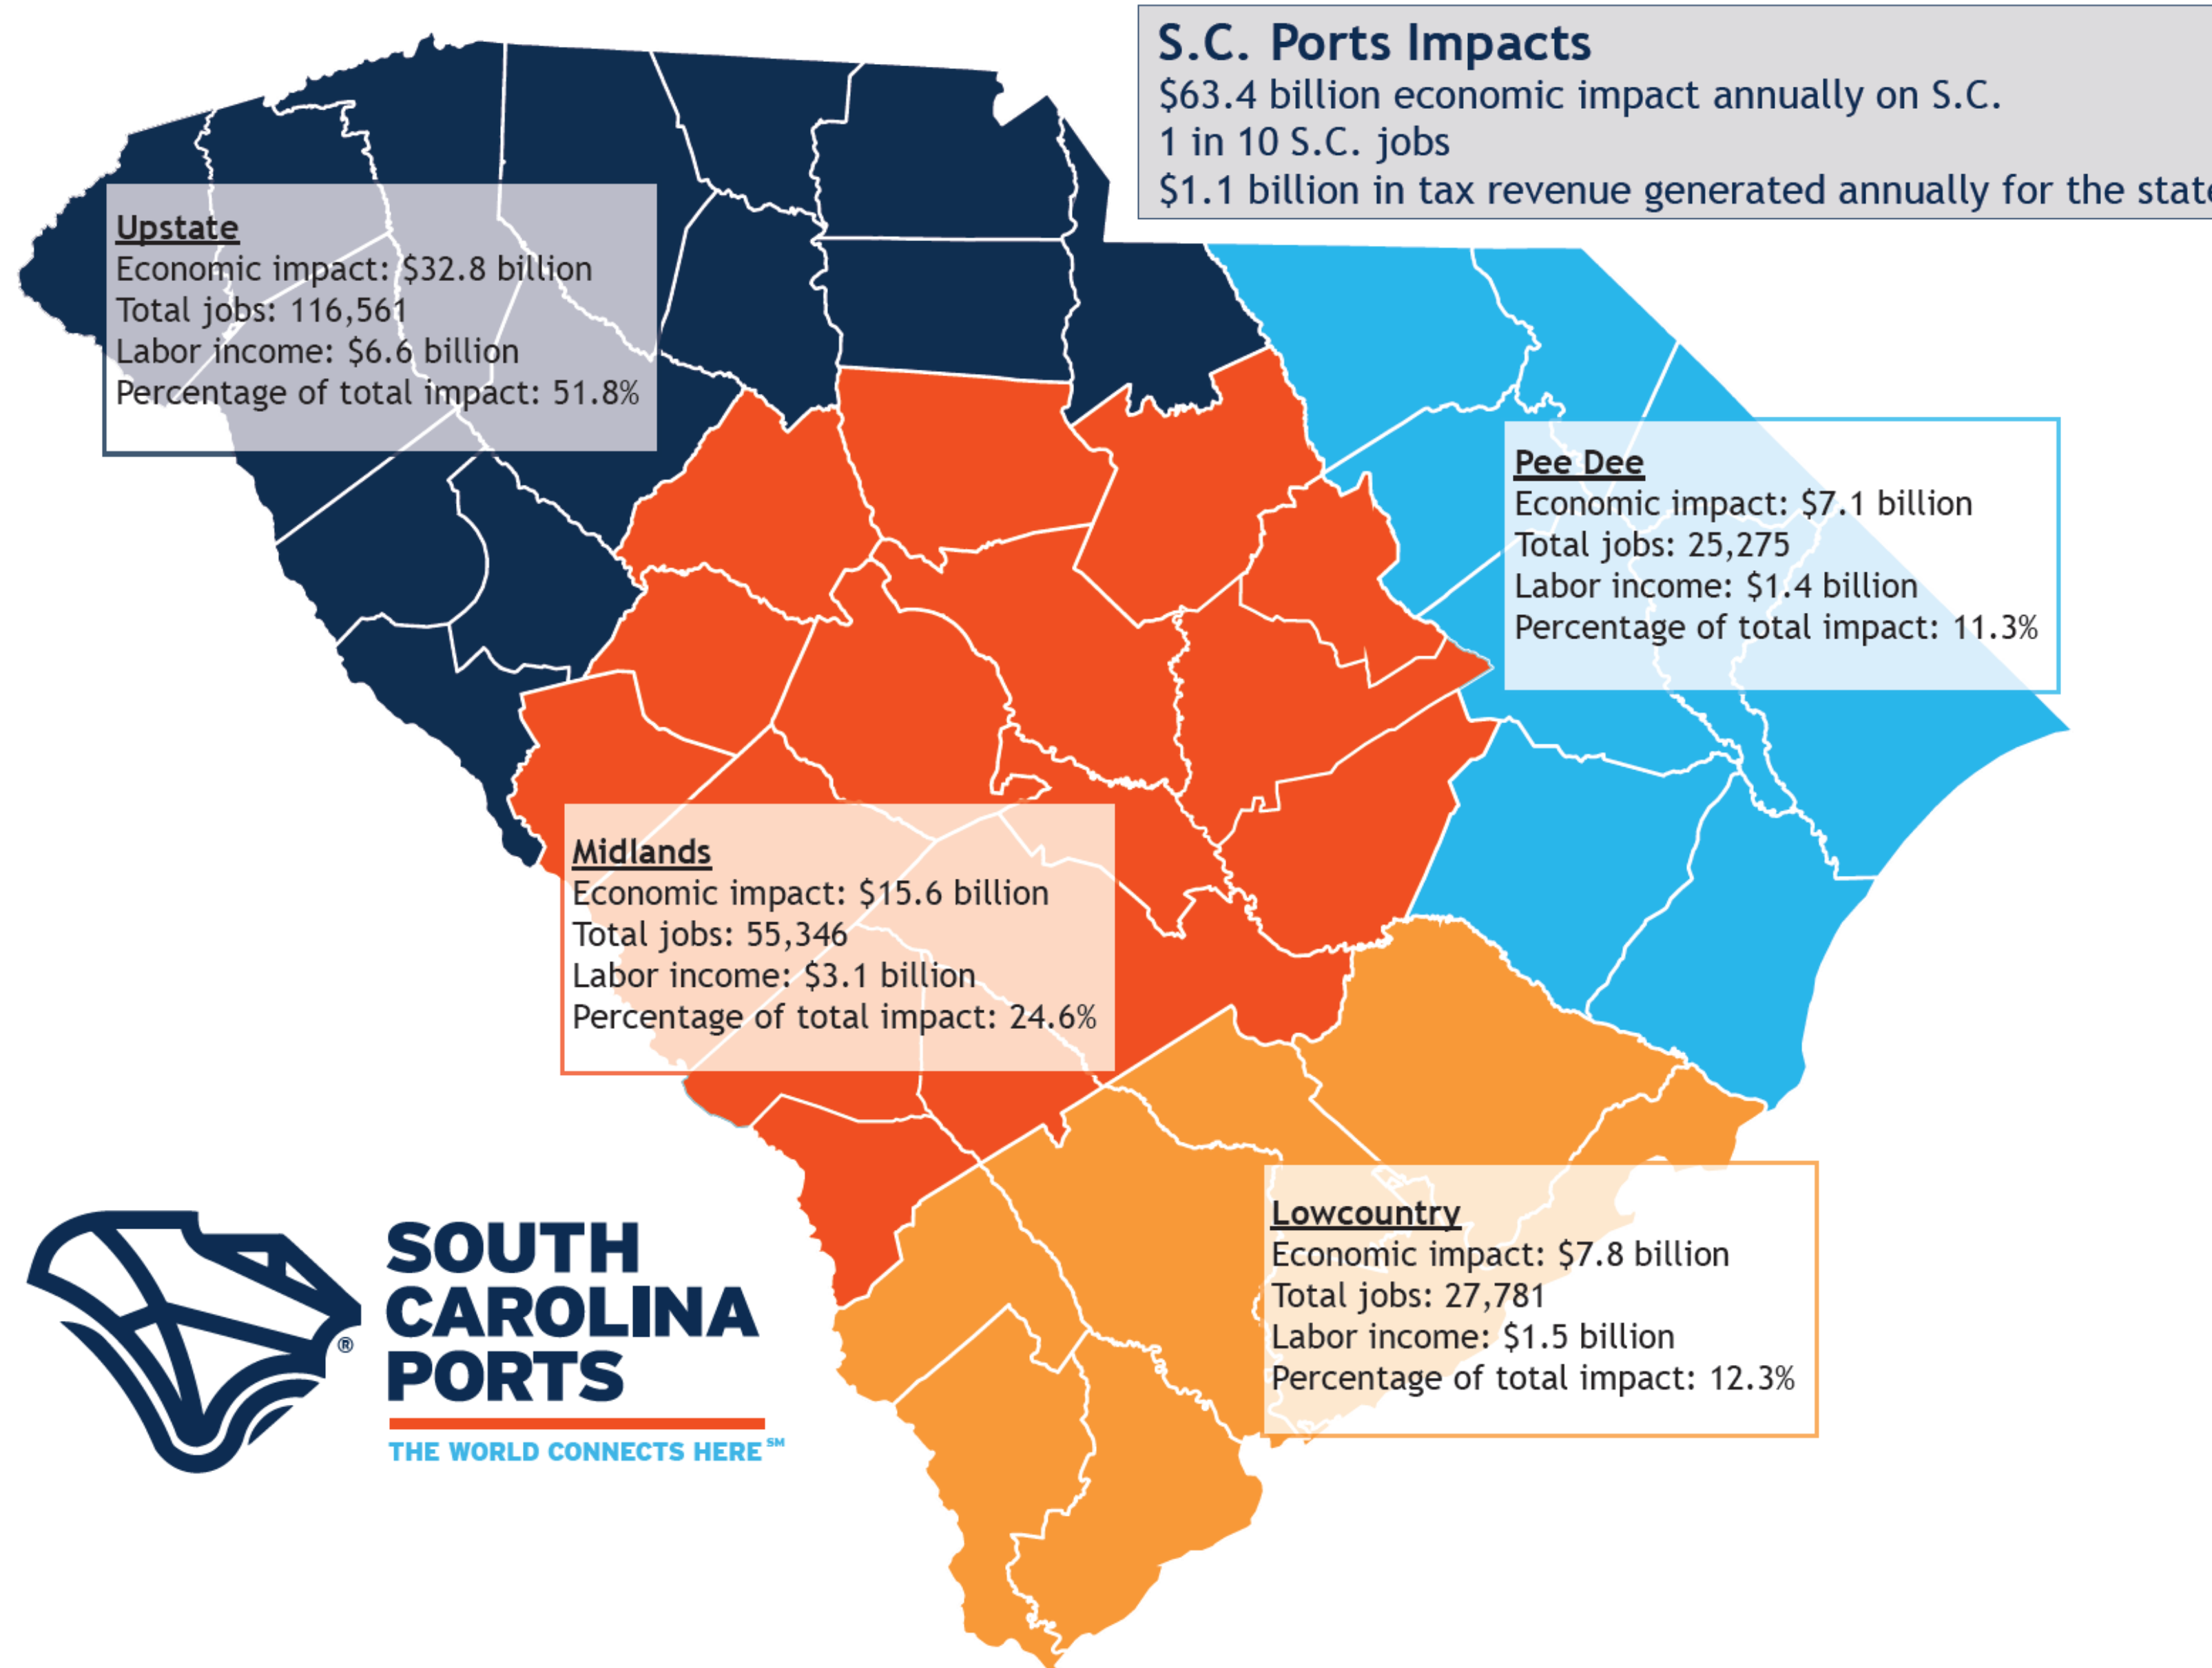 S.C. Ports Impacts
$63.4 billion economic impact annually on S.C.
1 in 10 S.C. jobs
$1.1 billion in tax revenue generated annually for the state
Upstate
Economic impact: $32.8 billion
Total jobs: 116,561
Labor income: $6.6 billion
Percentage of total impact: 51.8%
Pee Dee
Economic impact: $7.1 billion
Total jobs: 25,275
Labor income: $1.4 billion
Percentage of total impact: 11.3%
Midlands
Economic impact: $15.6 billion
Total jobs: 55,346
Labor income: $3.1 billion
Percentage of total impact: 24.6%
Lowcountry
Economic impact: $7.8 billion
Total jobs: 27,781
Labor income: $1.5 billion
Percentage of total impact: 12.3%
SOUTH
CAROLINA
PORTS
®
THE WORLD CONNECTS HERE℠